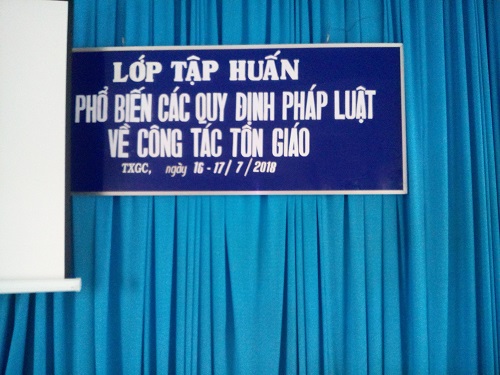 LỚP TẬP HUẤN
PHỔ BIẾN CÁC QUY ĐỊNH PHÁP LUẬT
VỀ CÔNG TÁC TÔN GIÁO
TXGC, ngày 16 - 17/ 7 / 2018